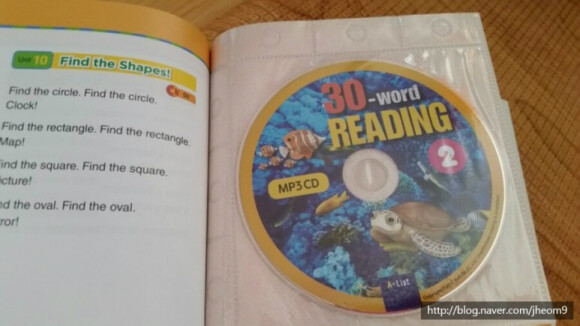 Unit 10 Find the Shapes!
Find the circle. Find the circle.
Clock!
Find the rectangle. Find the rectangle.
Map!
ind the square. Find the square.
icture!
nd the oval. Find the oval.
ror!
30-word
READING
2
MP3 CD
A*List
http://blog.naver.com/jheom9